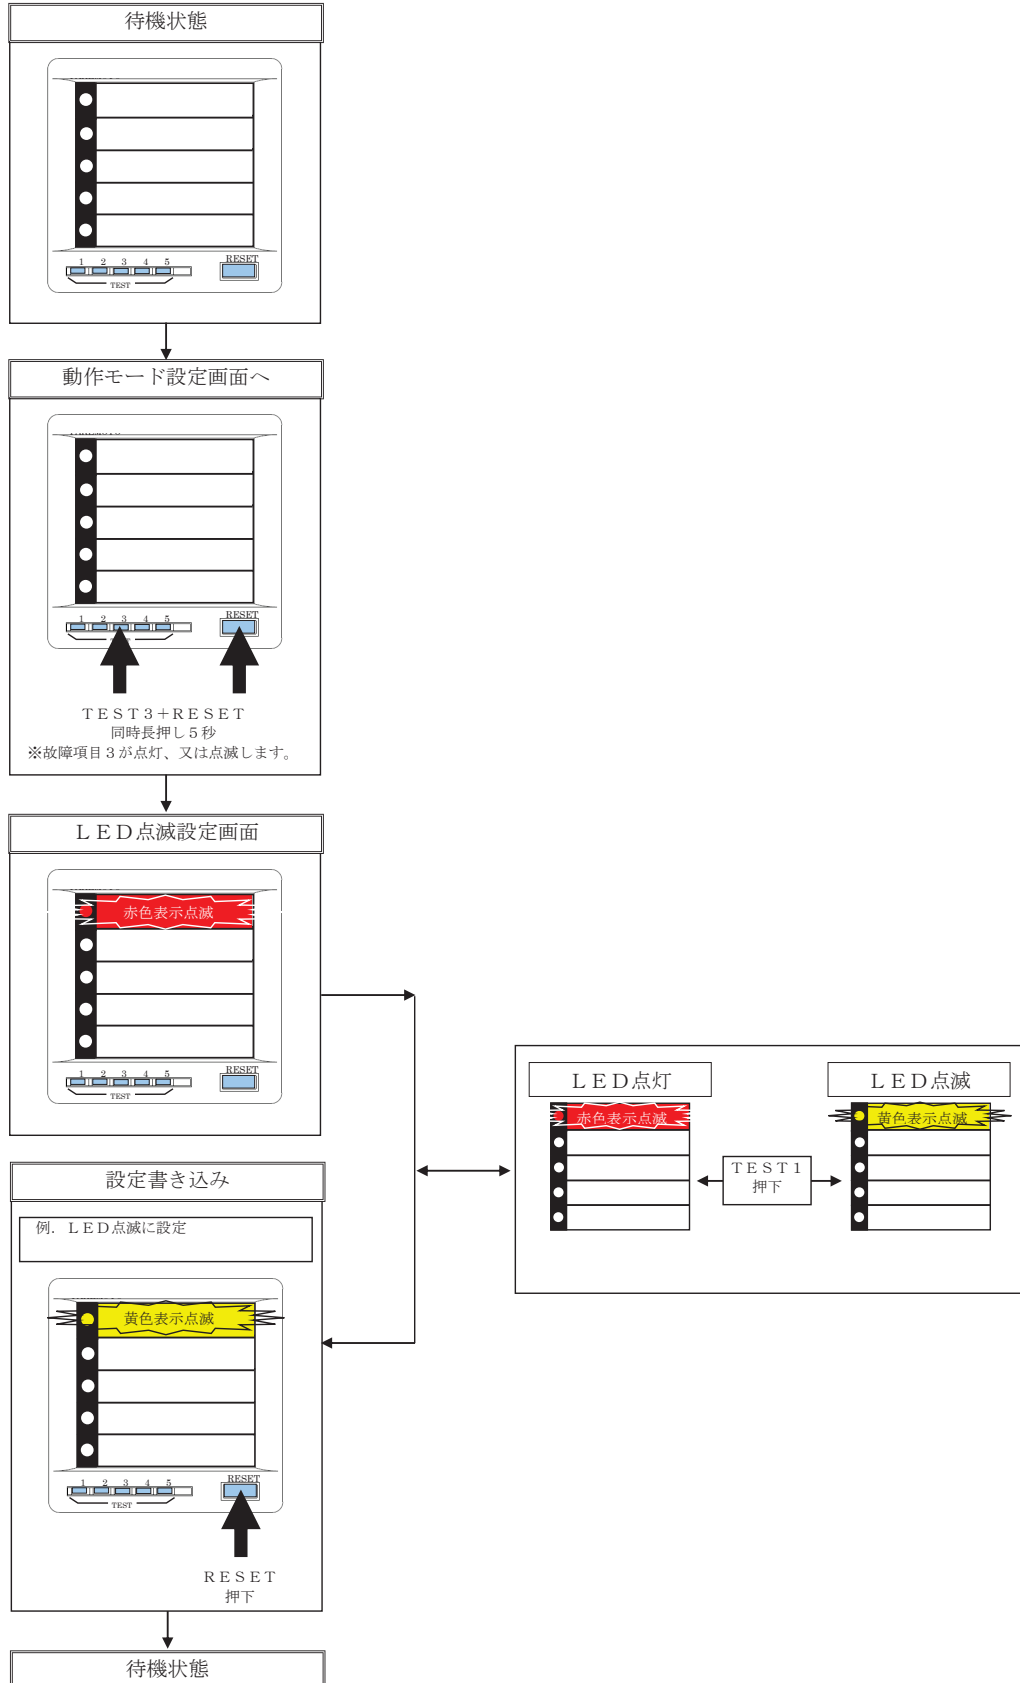 待機状態
1 2 3 4 5
RESET
TEST
動作モード設定画面へ
1 2 3 4 5
RESET
TEST3+RESET
同時長押し5秒
※故障項目3が点灯、又は点滅します。
LED点滅設定画面
赤色表示点滅
1 2 3 4 5
RESET
TEST
LED点灯
LED点滅
赤色表示点滅
黄色表示点滅
TEST1
押下
設定書き込み
例. LED点滅に設定
黄色表示点滅
1 2 3 4 5
RESET
TEST
RESET
押下
待機状態